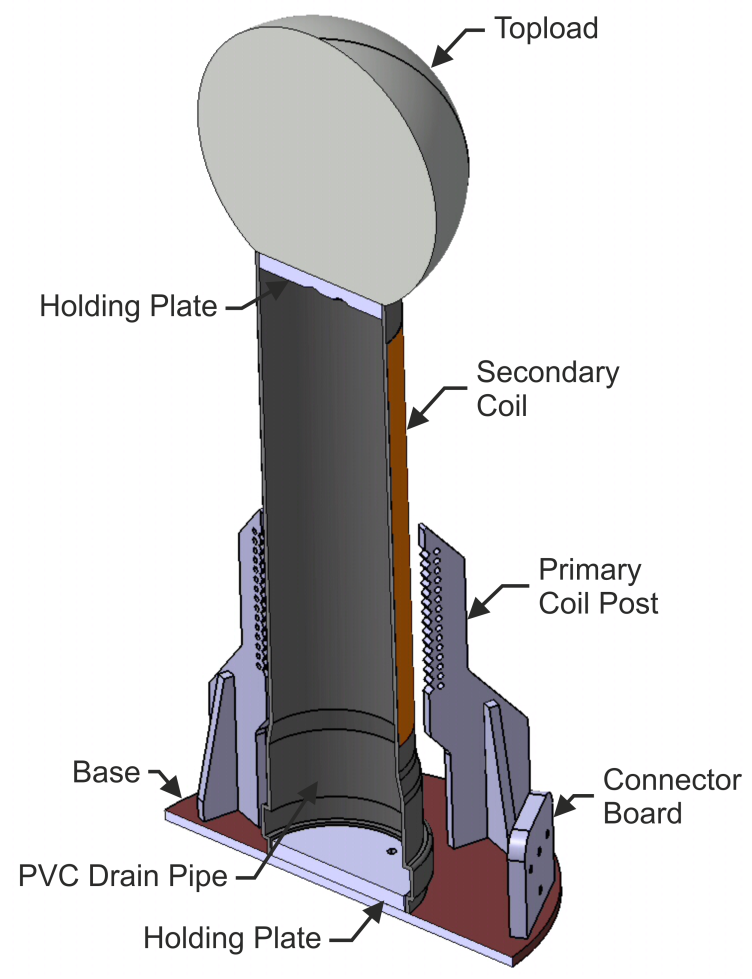 Topload
Holding Plate
Secondary
Coil
Primary
Coil Post
Base
Connector
Board
PVC Drain Pipe
Holding Plate